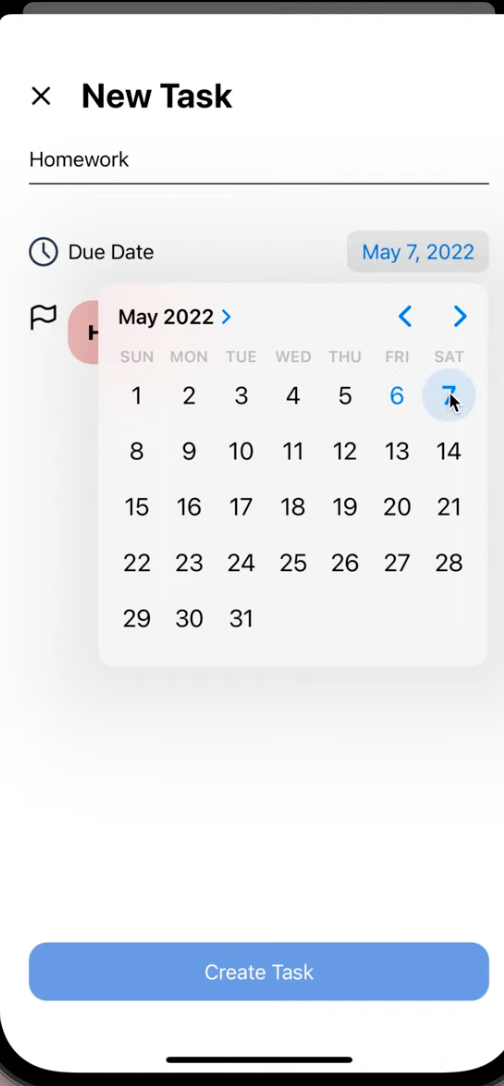 New Task
Homework
Due Date May 7, 2022
H
May 2022
SUN MON TUE WED THU FRI SAT
1 2 3 4 5 6 7
8 9 10 11 12 13 14
15 16 17 18 19 20 21
22 23 24 25 26 27 28
29 30 31
Create Task